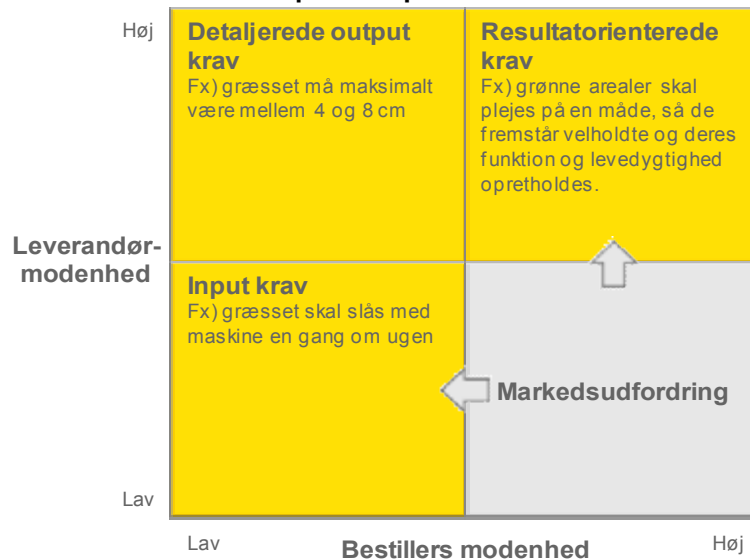 Høj
Detaljerede output
krav
Fx) græsset må maksimalt
være mellem 4 og 8 cm
Resultatorienterede
krav
Fx) grønne arealer skal
plejes på en måde, så de
fremstår velholdte og deres
funktion og levedygtighed
opretholdes.
Leverandør-
modenhed
Input krav
Fx) græsset skal slås med
maskine en gang om ugen
Markedsudfordring
Lav
Lav
Bestillers modenhed
Høj